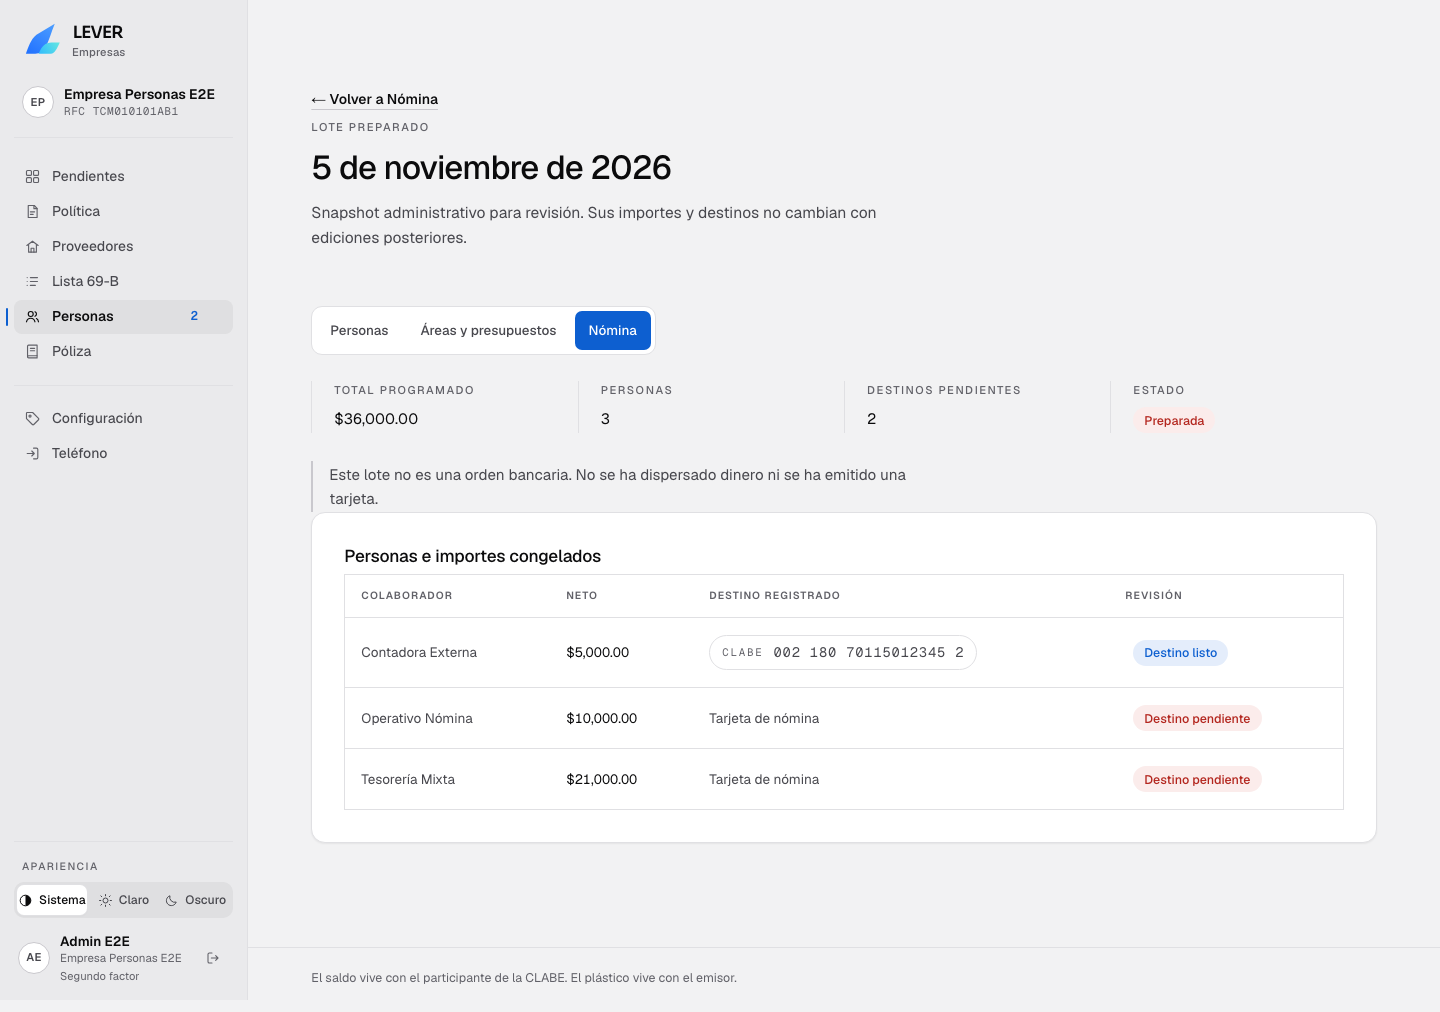 LEVER
Empresas
EP
Empresa Personas E2E
RFC TCM010101AB1
Pendientes
Política
Proveedores
Lista 69-B
Personas 2
Póliza
Configuración
Teléfono
APARIENCIA
Sistema Claro Oscuro
AE
Admin E2E
Empresa Personas E2E
Segundo factor
← Volver a Nómina
LOTE PREPARADO
5 de noviembre de 2026
Snapshot administrativo para revisión. Sus importes y destinos no cambian con
ediciones posteriores.
Personas Áreas y presupuestos Nómina
TOTAL PROGRAMADO PERSONAS DESTINOS PENDIENTES ESTADO
$36,000.00 3 2 Preparada
Este lote no es una orden bancaria. No se ha dispersado dinero ni se ha emitido una
tarjeta.
Personas e importes congelados
COLABORADOR NETO DESTINO REGISTRADO REVISIÓN
Contadora Externa $5,000.00 CLABE 002 180 70115012345 2 Destino listo
Operativo Nómina $10,000.00 Tarjeta de nómina Destino pendiente
Tesorería Mixta $21,000.00 Tarjeta de nómina Destino pendiente
El saldo vive con el participante de la CLABE. El plástico vive con el emisor.